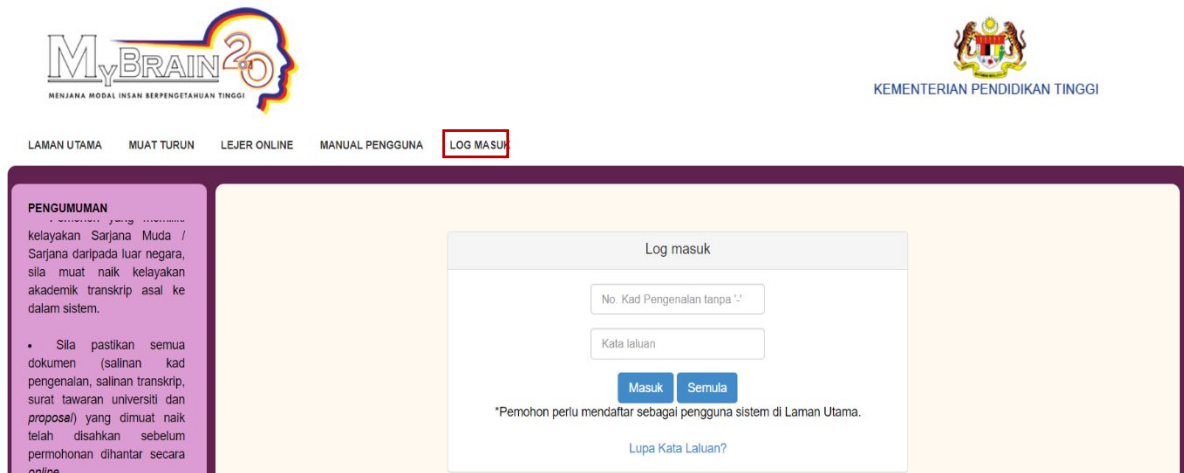 MyBRAIN 2.0
MENJANA MODAL INSAN BERPENGETAHUAN TINGGI
KEMENTERIAN PENDIDIKAN TINGGI
LAMAN UTAMA MUAT TURUN LEJER ONLINE MANUAL PENGGUNA LOG MASUK
PENGUMUMAN
kelayakan Sarjana Muda /
Sarjana daripada luar negara,
sila muat naik kelayakan
akademik transkrip asal ke
dalam sistem.
• Sila pastikan semua
dokumen (salinan kad
pengenalan, salinan transkrip,
surat tawaran universiti dan
proposal) yang dimuat naik
telah disahkan sebelum
permohonan dihantar secara
online
Log masuk
No. Kad Pengenalan tanpa '-'
Kata laluan
Masuk Semula
*Pemohon perlu mendaftar sebagai pengguna sistem di Laman Utama.
Lupa Kata Laluan?